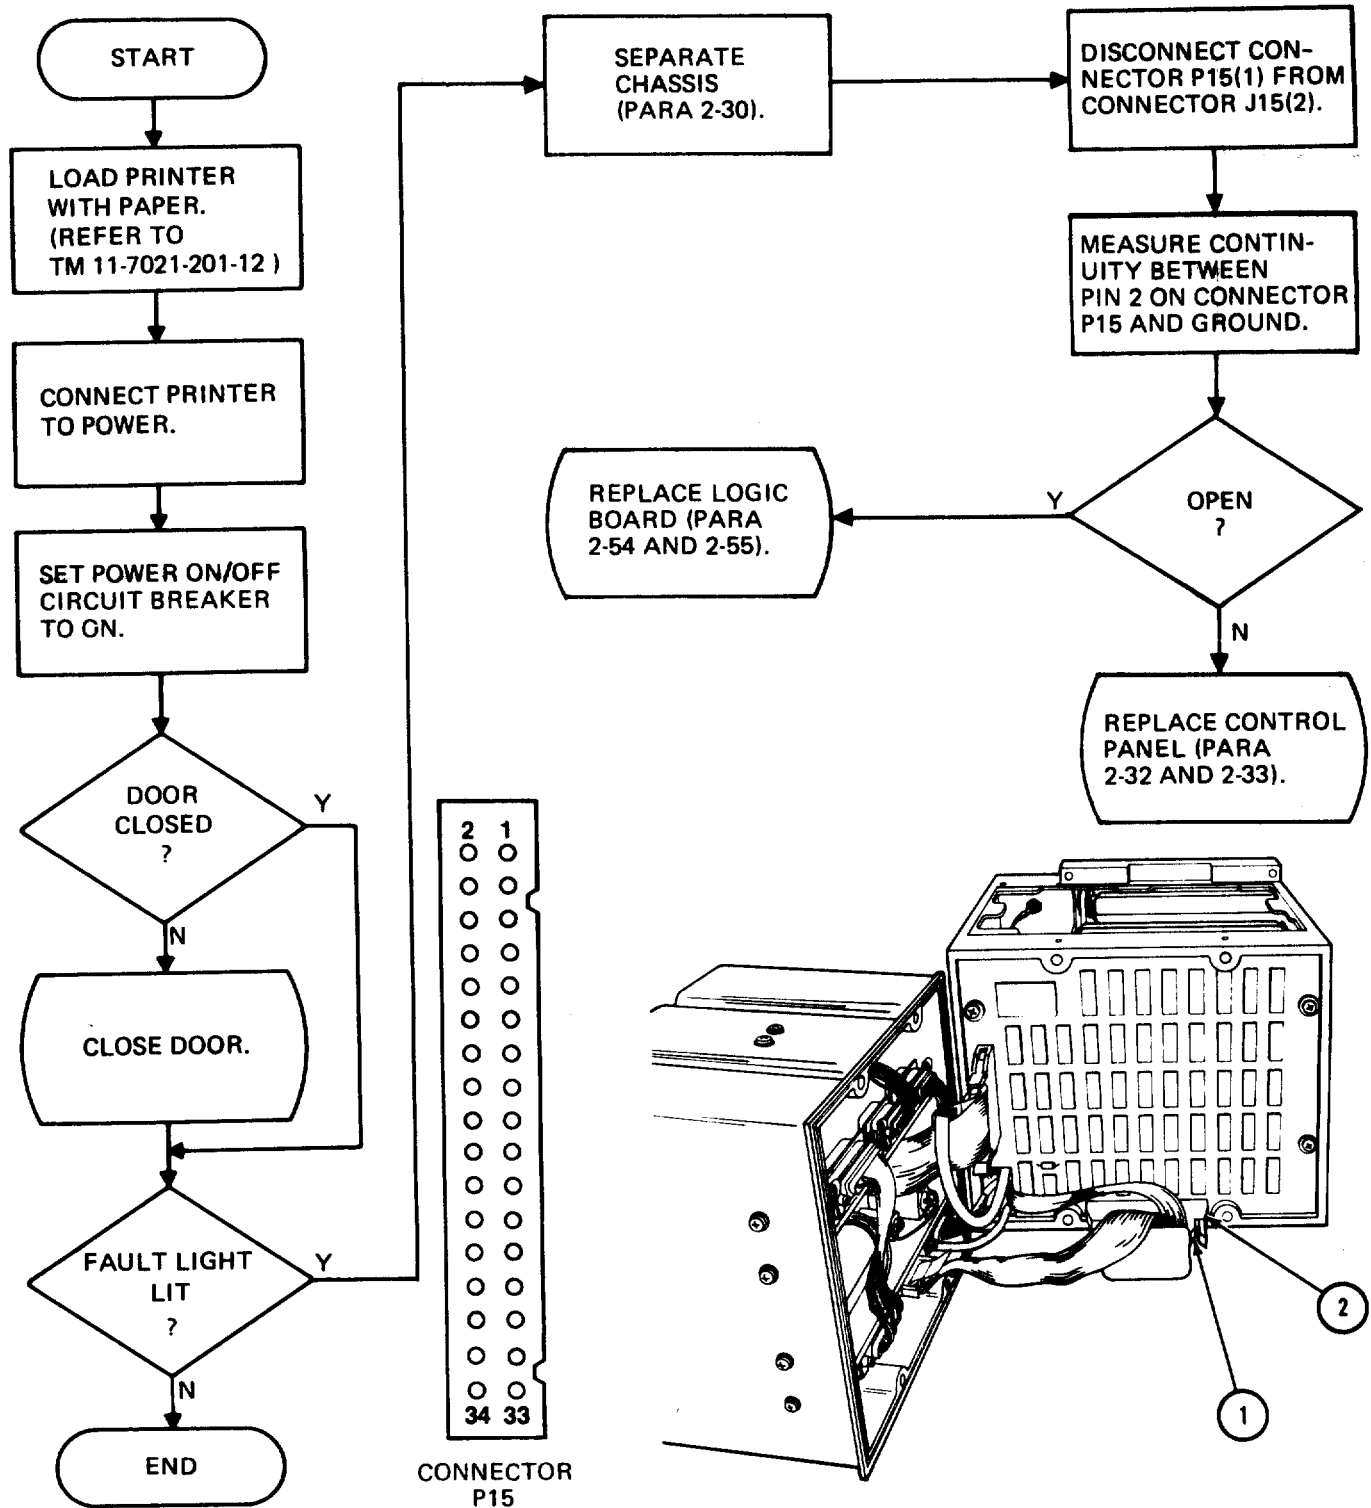 START
LOAD PRINTER
WITH PAPER.
(REFER TO
TM 11-7021-201-12 )
CONNECT PRINTER
TO POWER.
SET POWER ON/OFF
CIRCUIT BREAKER
TO ON.
DOOR
CLOSED
?
Y
N
CLOSE DOOR.
FAULT LIGHT
LIT
?
Y
N
END
SEPARATE
CHASSIS
(PARA 2-30).
DISCONNECT CON-
NECTOR P15(1) FROM
CONNECTOR J15(2).
MEASURE CONTIN-
UITY BETWEEN
PIN 2 ON CONNECTOR
P15 AND GROUND.
OPEN
?
Y
N
REPLACE LOGIC
BOARD (PARA
2-54 AND 2-55).
REPLACE CONTROL
PANEL (PARA
2-32 AND 2-33).
2 1
34 33
CONNECTOR
P15
2
1